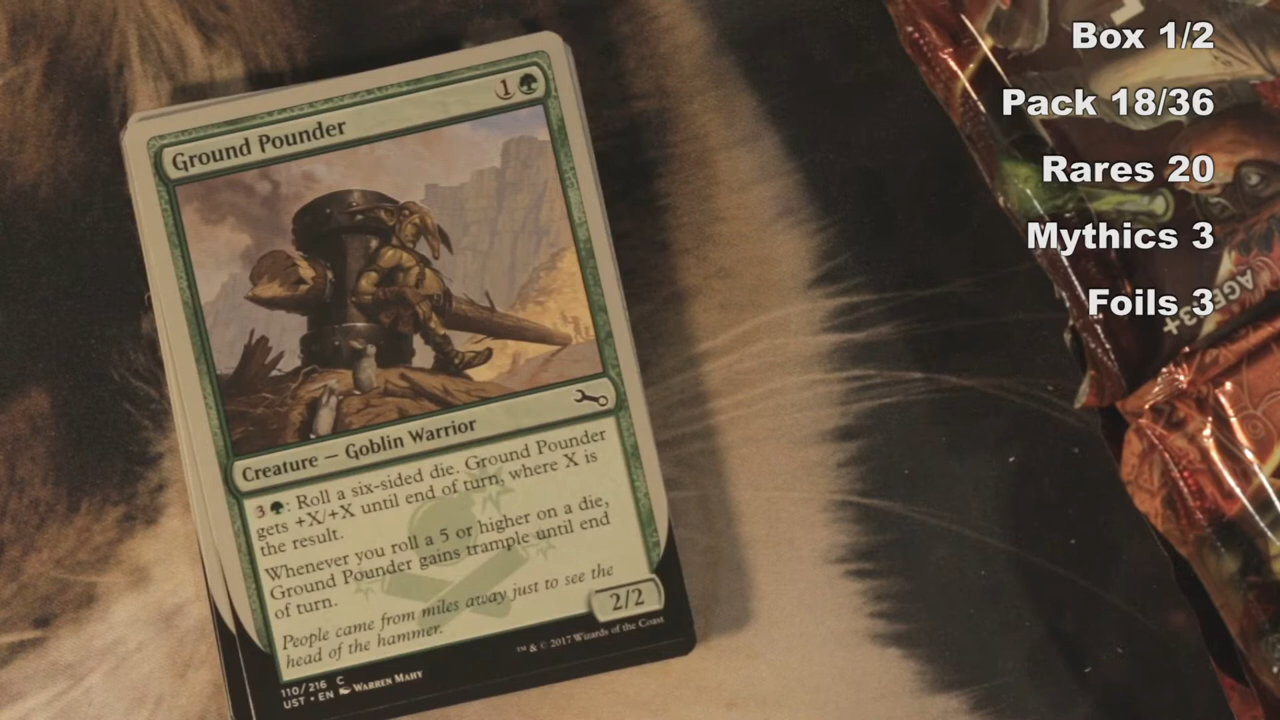 Box 1/2
Pack 18/36
Rares 20
Mythics 3
Foils 3
Ground Pounder
1
Creature — Goblin Warrior
3 : Roll a six-sided die. Ground Pounder
gets +X/+X until end of turn, where X is
the result.
Whenever you roll a 5 or higher on a die,
Ground Pounder gains trample until end
of turn.
People came from miles away just to see the
head of the hammer.
2/2
110/216 C
UST • EN Warren Mahy
™ & © 2017 Wizards of the Coast
AGES 13+